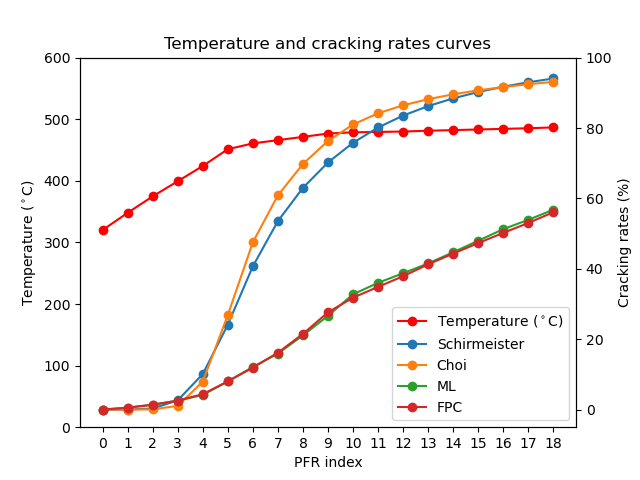 Temperature and cracking rates curves
600
500
400
300
200
100
0
Temperature (°C)
100
80
60
40
20
0
Cracking rates (%)
Temperature (°C)
Schirmeister
Choi
ML
FPC
0 1 2 3 4 5 6 7 8 9 10 11 12 13 14 15 16 17 18
PFR index